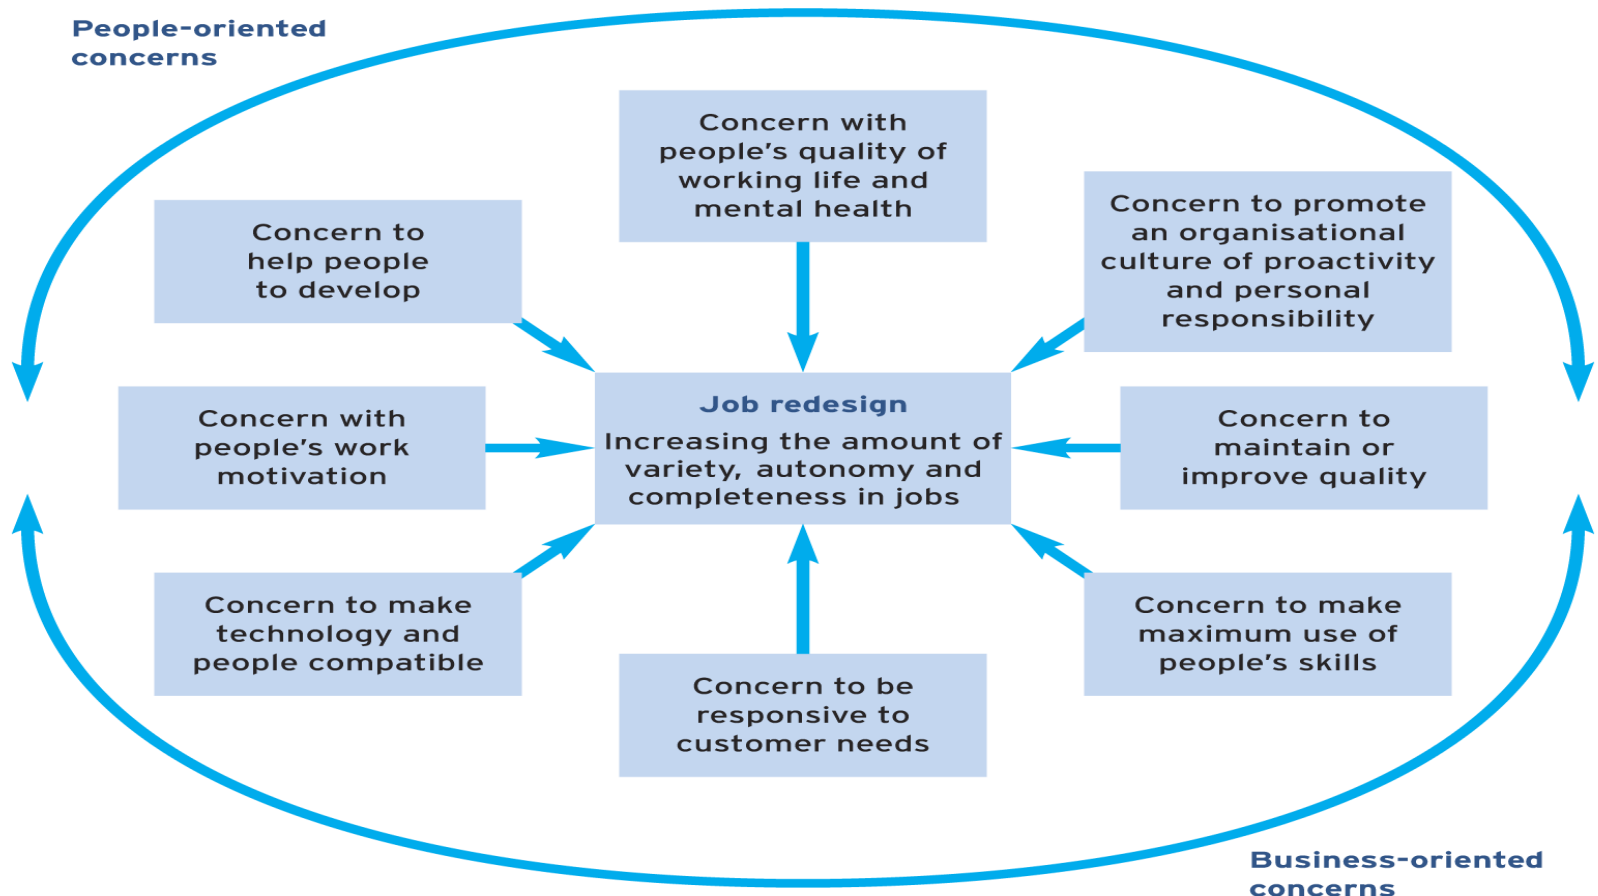 People-oriented
concerns
Concern with
people's quality of
working life and
mental health
Concern to
help people
to develop
Concern to promote
an organisational
culture of proactivity
and personal
responsibility
Concern with
people's work
motivation
Job redesign
Increasing the amount of
variety, autonomy and
completeness in jobs
Concern to
maintain or
improve quality
Concern to make
technology and
people compatible
Concern to be
responsive to
customer needs
Concern to make
maximum use of
people's skills
Business-oriented
concerns